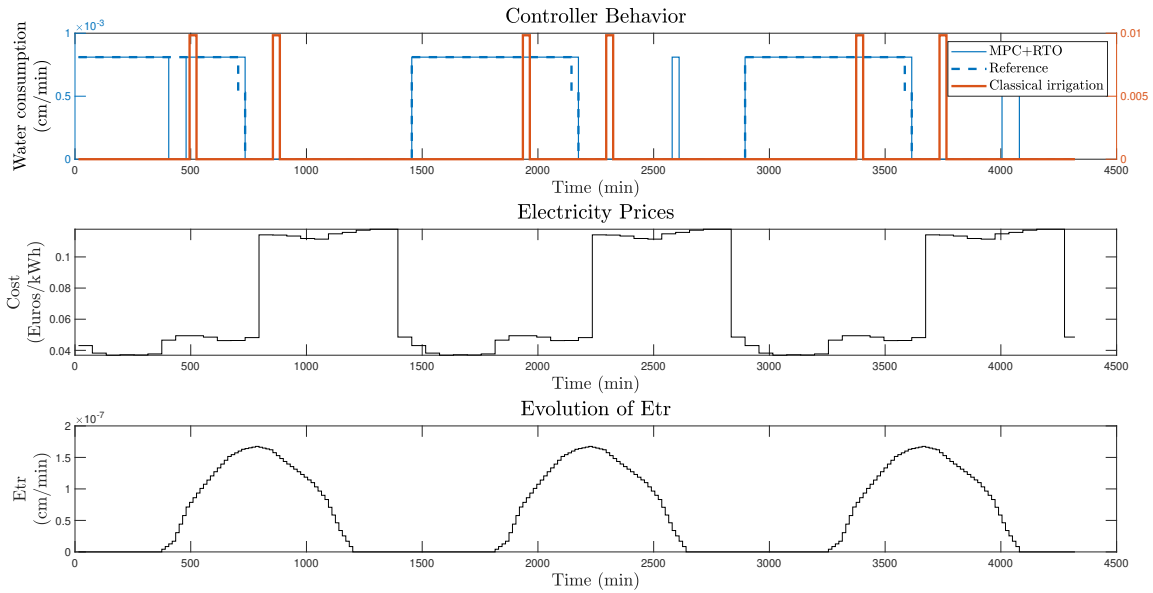 Controller Behavior
×10^-3
1
0.5
0
0.01
0.005
0
Water consumption
(cm/min)
MPC+RTO
Reference
Classical irrigation
0 500 1000 1500 2000 2500 3000 3500 4000 4500
Time (min)
Electricity Prices
0.1
0.08
0.06
0.04
Cost
(Euros/kWh)
0 500 1000 1500 2000 2500 3000 3500 4000 4500
Time (min)
Evolution of Etr
×10^-7
2
1.5
1
0.5
0
Etr
(cm/min)
0 500 1000 1500 2000 2500 3000 3500 4000 4500
Time (min)